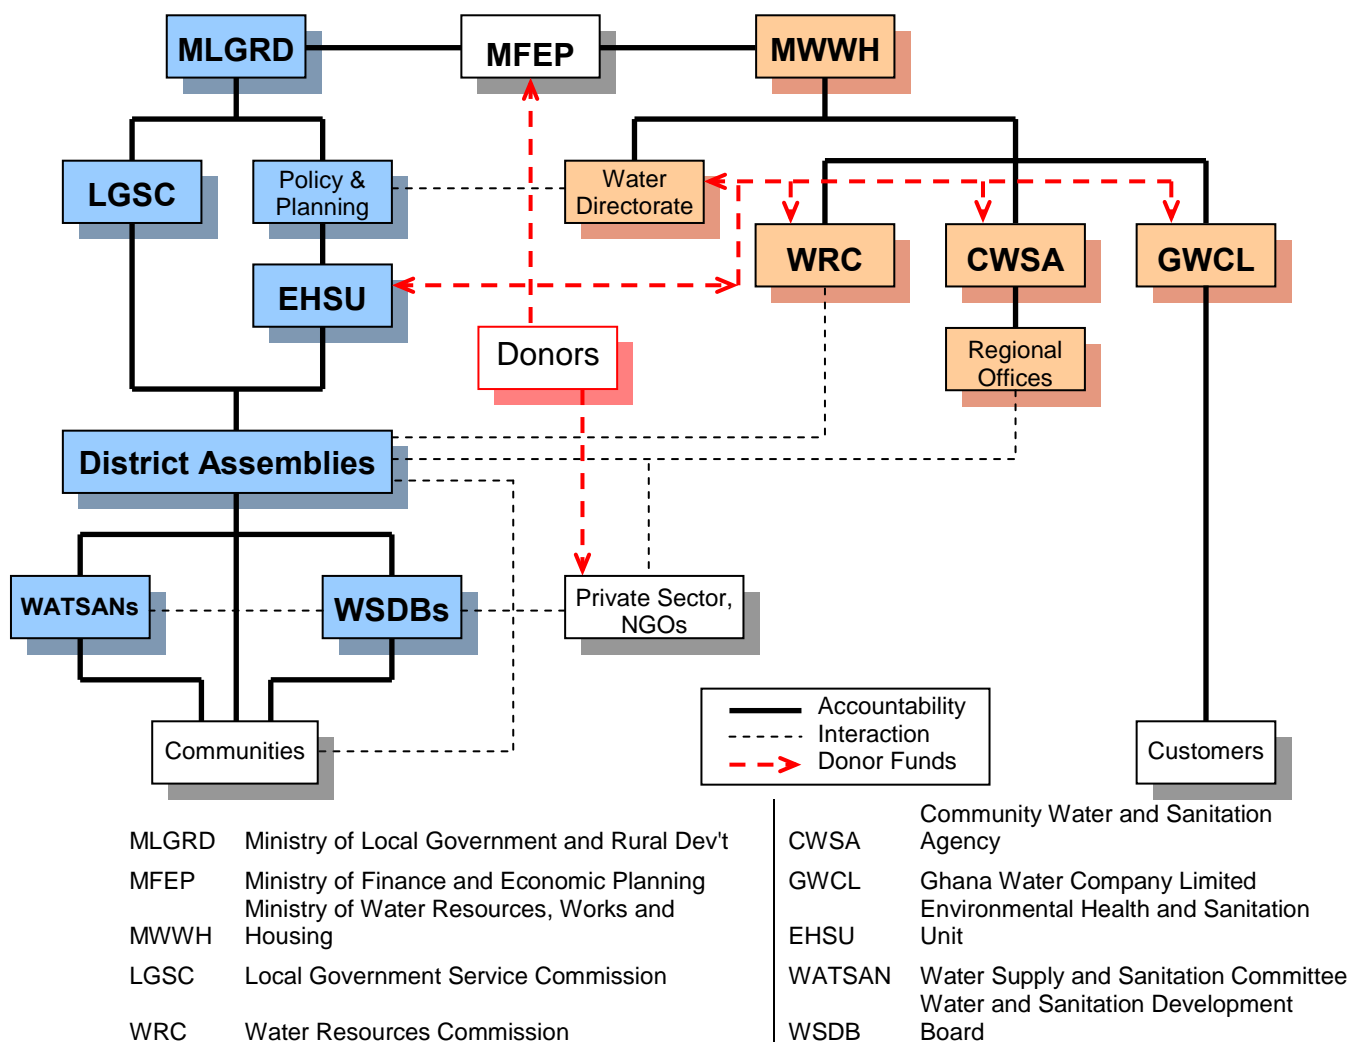 MLGRD
MFEP
MWWH
LGSC
Policy &
Planning
Water
Directorate
WRC
CWSA
GWCL
EHSU
Donors
Regional
Offices
District Assemblies
WATSANs
WSDBs
Private Sector,
NGOs
Communities
Accountability
Interaction
Donor Funds
Customers
MLGRD Ministry of Local Government and Rural Dev't
MFEP Ministry of Finance and Economic Planning
Ministry of Water Resources, Works and
MWWH Housing
LGSC Local Government Service Commission
WRC Water Resources Commission
Community Water and Sanitation
CWSA Agency
GWCL Ghana Water Company Limited
Environmental Health and Sanitation
EHSU Unit
WATSAN Water Supply and Sanitation Committee
Water and Sanitation Development
WSDB Board